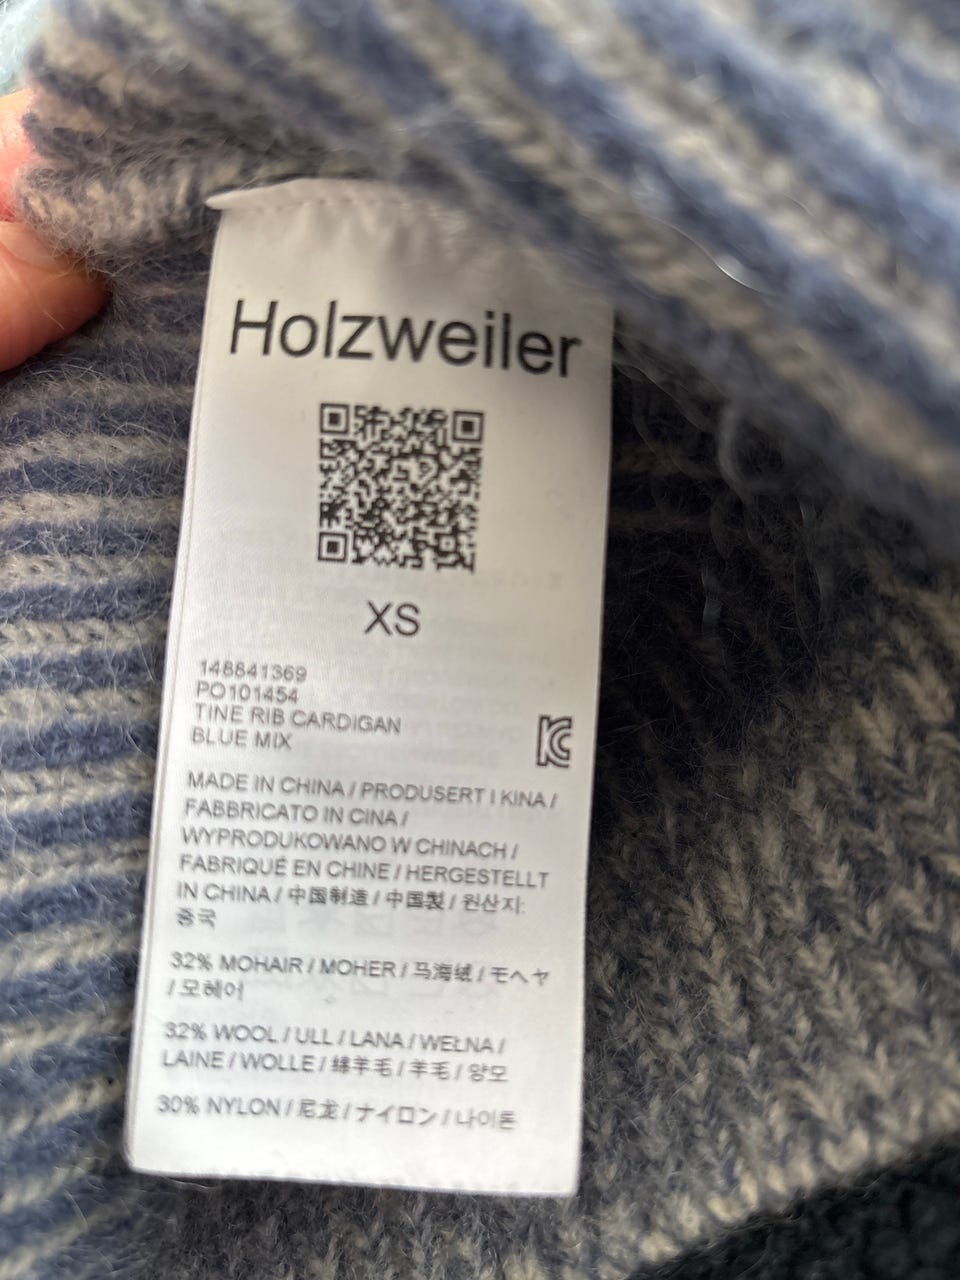 Holzweiler
XS
148841369
PO101454
TINE RIB CARDIGAN
BLUE MIX
MADE IN CHINA / PRODUSERT I KINA /
FABBRICATO IN CINA /
WYPRODUKOWANO W CHINACH /
FABRIQUÉ EN CHINE / HERGESTELLT
IN CHINA / 中国制造 / 中国製 / 원산지:
중국
32% MOHAIR / MOHER / 马海绒 / モヘヤ
/ 모헤어
32% WOOL / ULL / LANA / WEŁNA /
LAINE / WOLLE / 绵羊毛 / 羊毛 / 양모
30% NYLON / 尼龙 / ナイロン / 나이론